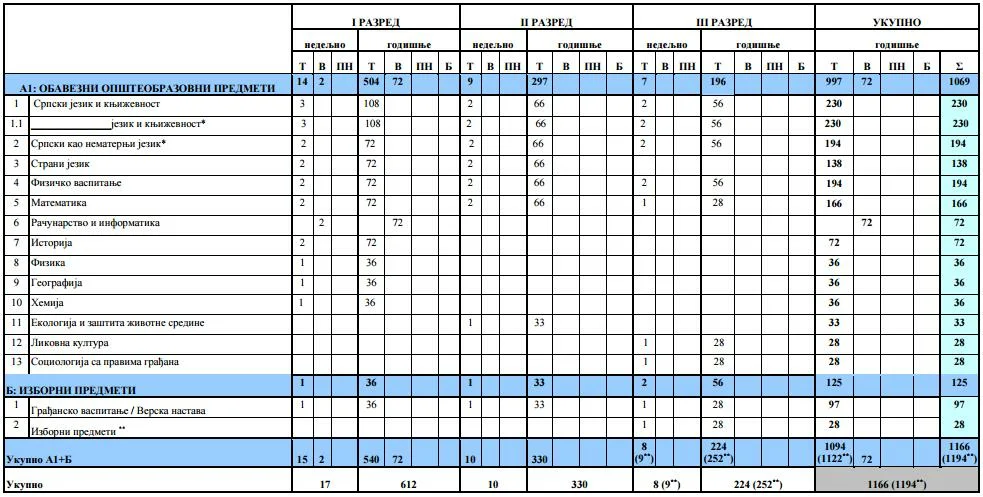 I РАЗРЕД II РАЗРЕД III РАЗРЕД УКУПНО
недељно годишње недељно годишње недељно годишње годишње
Т В ПН Т В ПН Б Т В ПН Т В ПН Б Т В ПН Т В ПН Б Т В ПН Б Σ
А1: ОБАВЕЗНИ ОПШТЕОБРАЗОВНИ ПРЕДМЕТИ 14 2 504 72 9 297 7 196 997 72 1069
1 Српски језик и књижевност 3 108 2 66 2 56 230 230
1.1 ______________језик и књижевност* 3 108 2 66 2 56 230 230
2 Српски као нематерњи језик* 2 72 2 66 2 56 194 194
3 Страни језик 2 72 2 66 138 138
4 Физичко васпитање 2 72 2 66 2 56 194 194
5 Математика 2 72 2 66 1 28 166 166
6 Рачунарство и информатика 2 72 72 72
7 Историја 2 72 72 72
8 Физика 1 36 36 36
9 Географија 1 36 36 36
10 Хемија 1 36 36 36
11 Екологија и заштита животне средине 1 33 33 33
12 Ликовна култура 1 28 28 28
13 Социологија са правима грађана 1 28 28 28
Б: ИЗБОРНИ ПРЕДМЕТИ 1 36 1 33 2 56 125 125
1 Грађанско васпитање / Верска настава 1 36 1 33 1 28 97 97
2 Изборни предмети ** 1 28 28 28
Укупно А1+Б 15 2 540 72 10 330 8 (9**) 224 (252**) 1094 (1122**) 72 1166 (1194**)
Укупно 17 612 10 330 8 (9**) 224 (252**) 1166 (1194**)